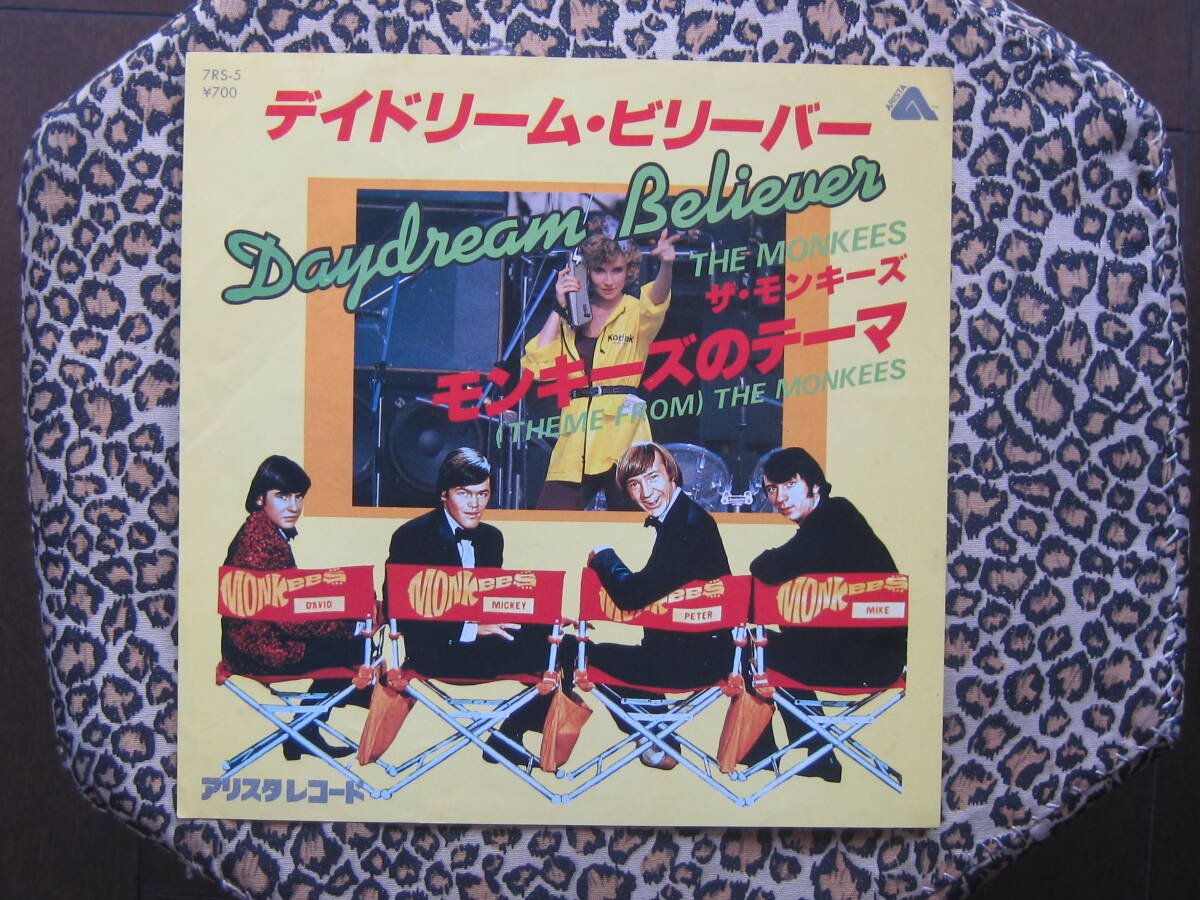 7RS-5
¥700
デイドリーム・ビリーバー
ARISTA
Daydream Believer
THE MONKEES
ザ・モンキーズ
Kodak
モンキーズのテーマ
(THEME FROM) THE MONKEES
MONKEES
DAVID
MONKEES
MICKEY
MONKEES
PETER
MONKEES
MIKE
アリスタレコード